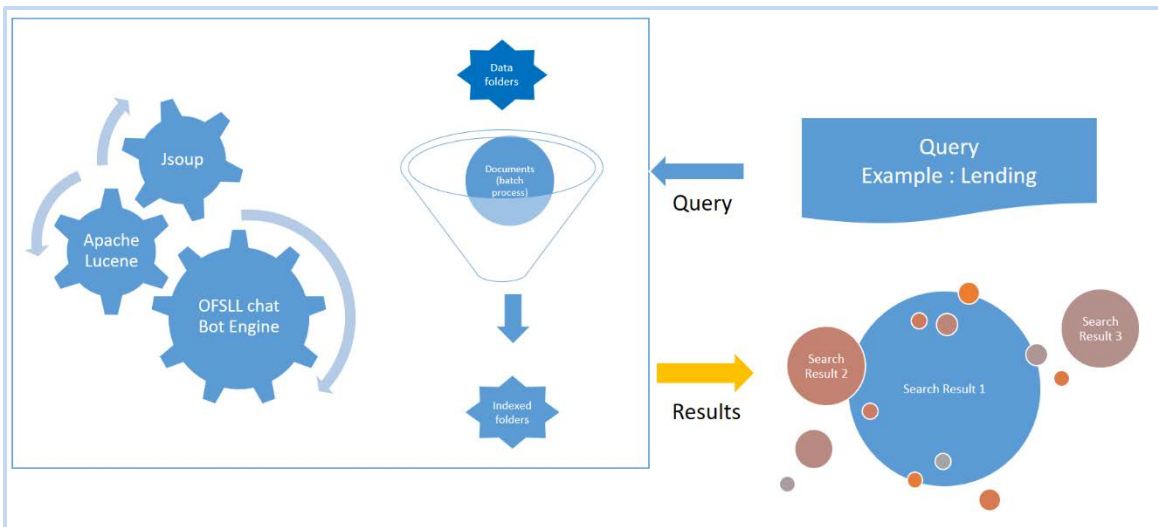 Jsoup
Apache
Lucene
OFSLL chat
Bot Engine
Data
folders
Documents
(batch
process)
Indexed
folders
Query
Results
Query
Example : Lending
Search
Result 2
Search Result 1
Search
Result 3